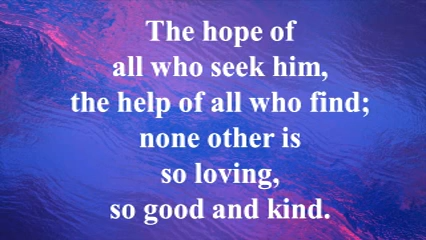 The hope of
all who seek him,
the help of all who find;
none other is
so loving,
so good and kind.